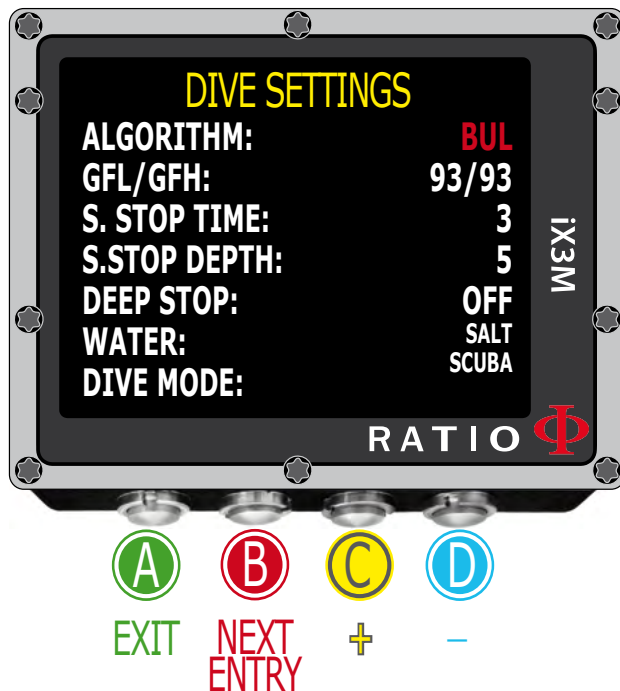 DIVE SETTINGS
ALGORITHM: BUL
GFL/GFH: 93/93
S. STOP TIME: 3
S.STOP DEPTH: 5
DEEP STOP: OFF
WATER: SALT
DIVE MODE: SCUBA
iX3M
RATIO
A B C D
EXIT NEXT ENTRY + -